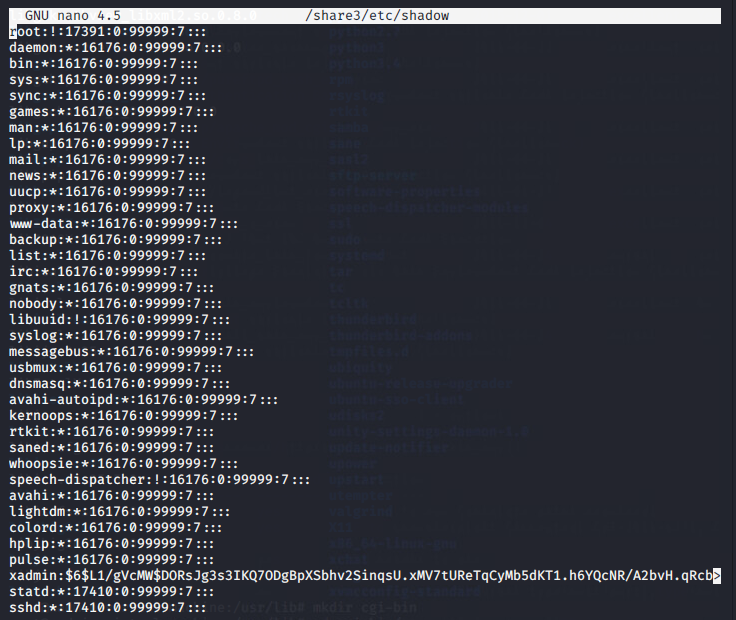 GNU nano 4.5 /share3/etc/shadow
root:!:17391:0:99999:7:::
daemon:*:16176:0:99999:7:::
bin:*:16176:0:99999:7:::
sys:*:16176:0:99999:7:::
sync:*:16176:0:99999:7:::
games:*:16176:0:99999:7:::
man:*:16176:0:99999:7:::
lp:*:16176:0:99999:7:::
mail:*:16176:0:99999:7:::
news:*:16176:0:99999:7:::
uucp:*:16176:0:99999:7:::
proxy:*:16176:0:99999:7:::
www-data:*:16176:0:99999:7:::
backup:*:16176:0:99999:7:::
list:*:16176:0:99999:7:::
irc:*:16176:0:99999:7:::
gnats:*:16176:0:99999:7:::
nobody:*:16176:0:99999:7:::
libuuid:!:16176:0:99999:7:::
syslog:*:16176:0:99999:7:::
messagebus:*:16176:0:99999:7:::
usbmux:*:16176:0:99999:7:::
dnsmasq:*:16176:0:99999:7:::
avahi-autoipd:*:16176:0:99999:7:::
kernoops:*:16176:0:99999:7:::
rtkit:*:16176:0:99999:7:::
saned:*:16176:0:99999:7:::
whoopsie:*:16176:0:99999:7:::
speech-dispatcher:!:16176:0:99999:7:::
avahi:*:16176:0:99999:7:::
lightdm:*:16176:0:99999:7:::
colord:*:16176:0:99999:7:::
hplip:*:16176:0:99999:7:::
pulse:*:16176:0:99999:7:::
xadmin:$6$L1/gVcMW$DORsJg3s3IKQ7ODgBpXSbhv2SinqsU.xMV7tUReTqCyMb5dKT1.h6YQcNR/A2bvH.qRcb>
statd:*:17410:0:99999:7:::
sshd:*:17410:0:99999:7:::